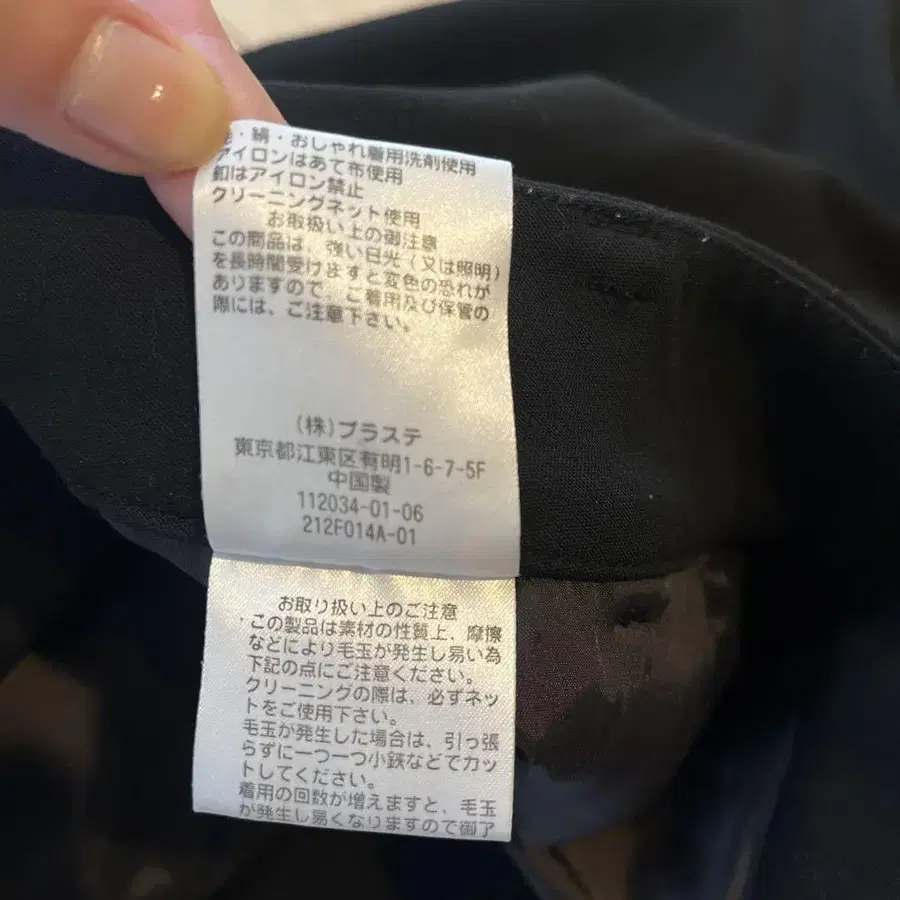 ・絹・おしゃれ着用洗剤使用
アイロンはあて布使用
釦はアイロン禁止
クリーニングネット使用
お取扱い上の御注意
この商品は、強い日光(又は照明)
を長時間受けますと変色の恐れが
ありますので ご着用及び保管の
際には、ご注意下さい。
(株)プラステ
東京都江東区有明1-6-7-5F
中国製
112034-01-06
212F014A-01
お取り扱い上のご注意
・この製品は素材の性質上、摩擦
などにより毛玉が発生し易い為
下記の点にご注意ください。
クリーニングの際は、必ずネッ
トをご使用下さい。
毛玉が発生した場合は、引っ張
らずに一つ一つ小鋏などでカッ
トしてください。
着用の回数が増えますと、毛玉
が発生し易くなりますので御了